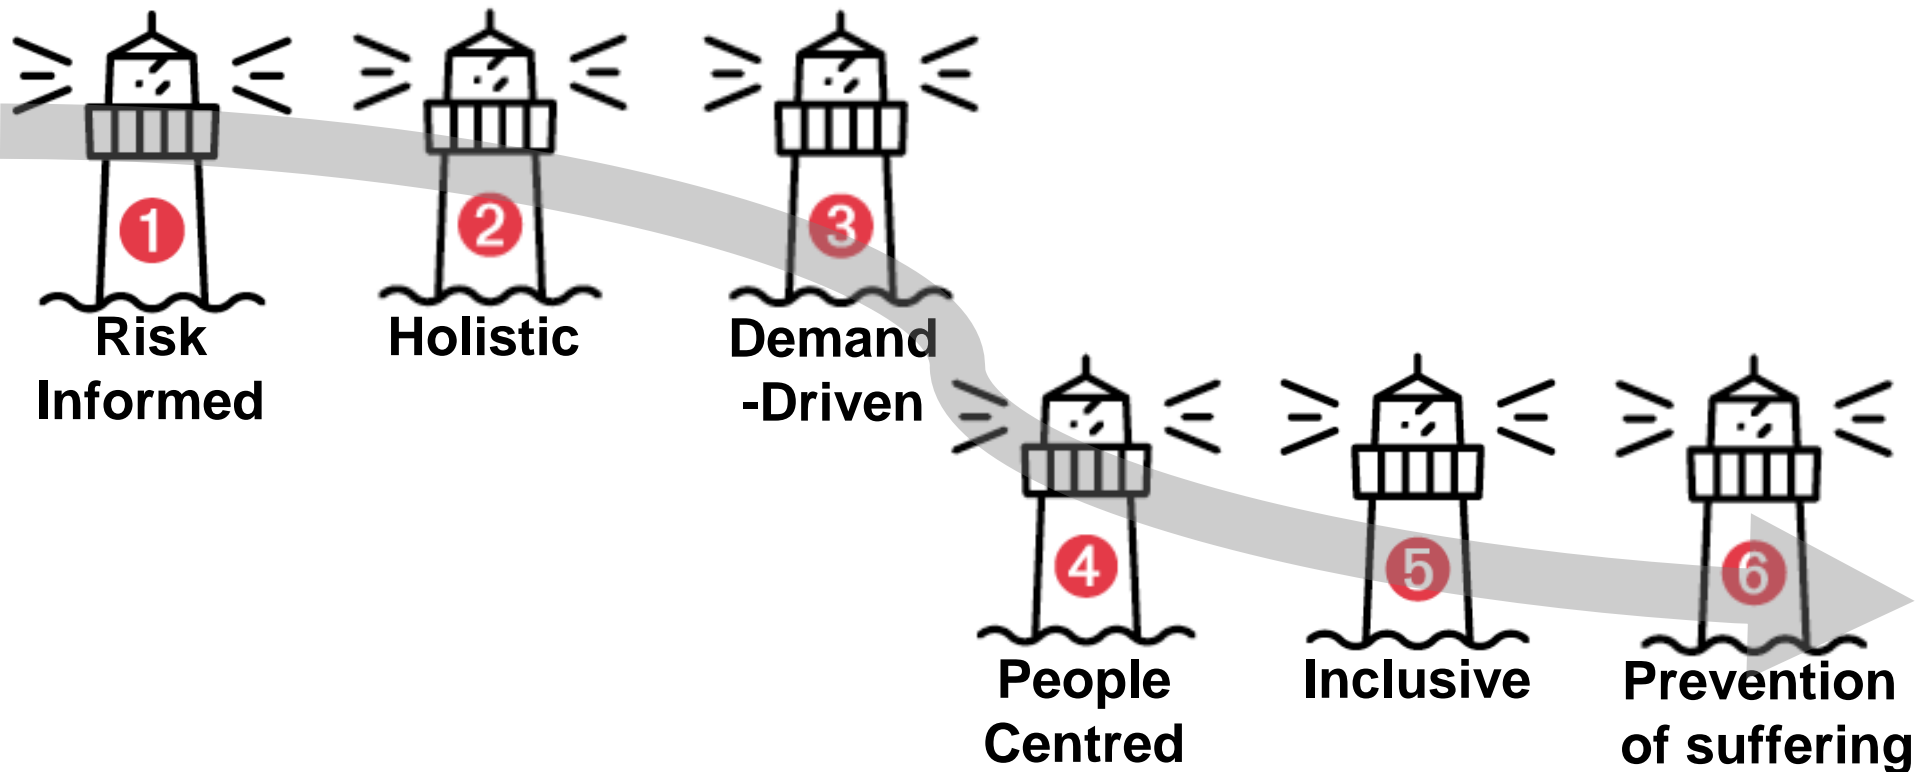 1
Risk
Informed
2
Holistic
3
Demand
-Driven
4
People
Centred
5
Inclusive
6
Prevention
of suffering